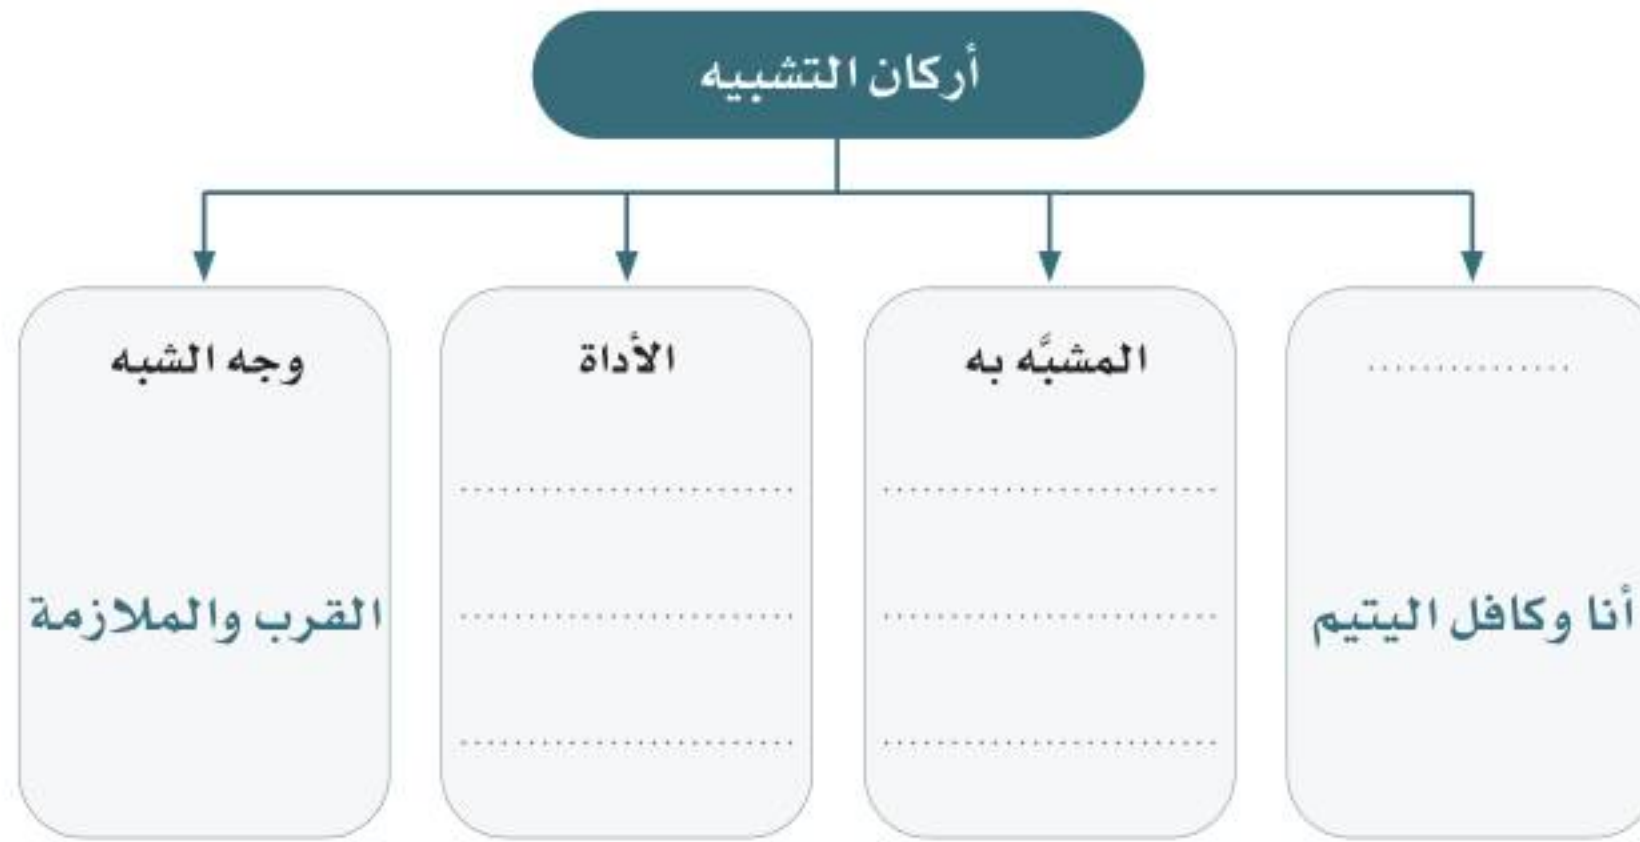 أركان التشبيه
...............
المشبَّه به
الأداة
وجه الشبه
أنا وكافل اليتيم
القرب والملازمة